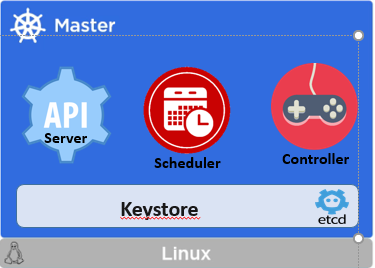 Master
API
Server
Scheduler
Controller
Keystore
etcd
Linux